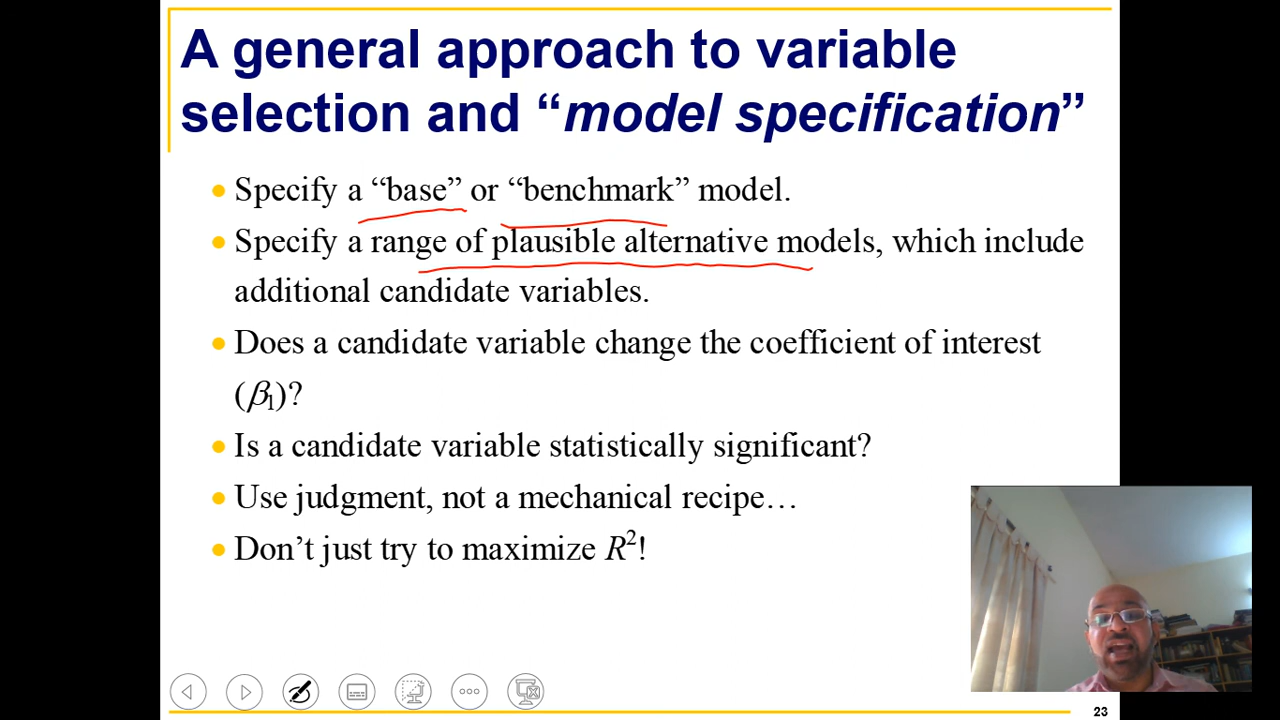 A general approach to variable
selection and “model specification”
• Specify a “base” or “benchmark” model.
• Specify a range of plausible alternative models, which include
additional candidate variables.
• Does a candidate variable change the coefficient of interest
(β₁)?
• Is a candidate variable statistically significant?
• Use judgment, not a mechanical recipe…
• Don’t just try to maximize R²!
23